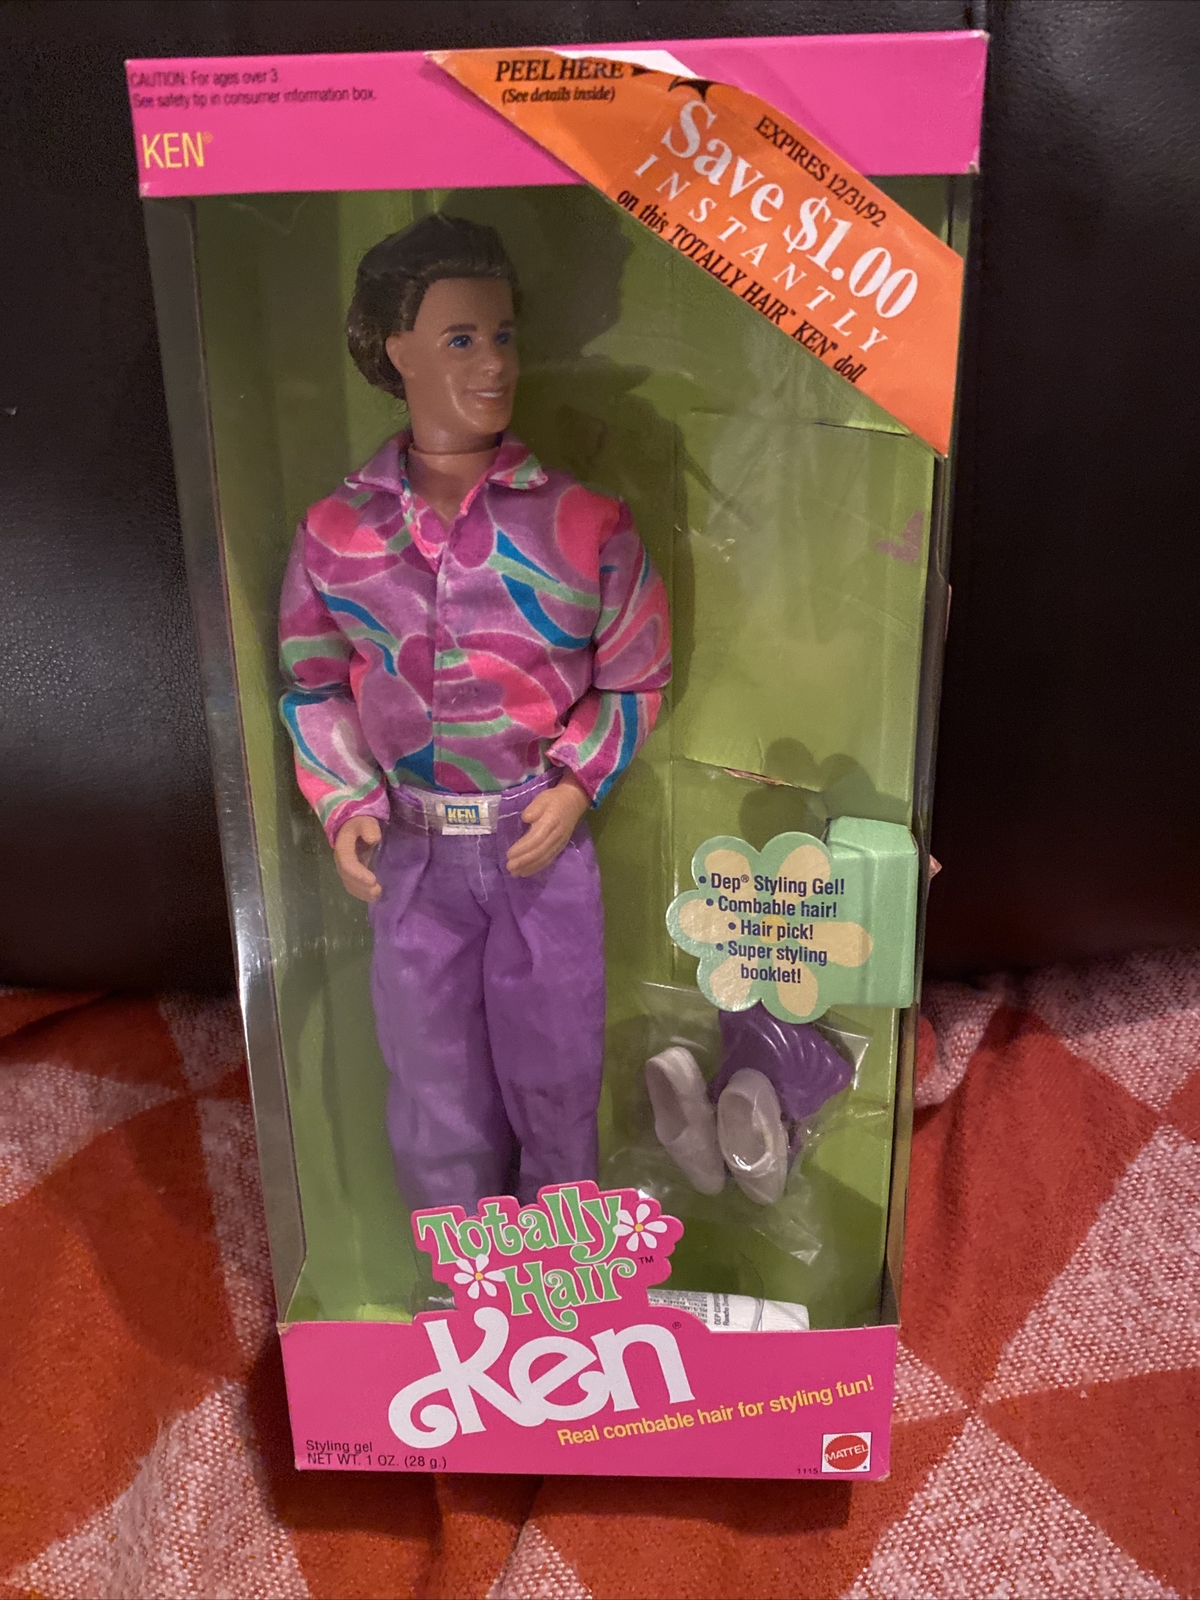 CAUTION: For ages over 3.
See safety tip in consumer information box.
KEN®
PEEL HERE
(See details inside)
EXPIRES 12/31/92
Save $1.00
INSTANTLY
on this TOTALLY HAIR™ KEN® doll
KEN
• Dep® Styling Gel!
• Combable hair!
• Hair pick!
• Super styling
booklet!
Totally
Hair™
Ken®
Real combable hair for styling fun!
Styling gel
NET WT. 1 OZ. (28 g.)
1115
MATTEL